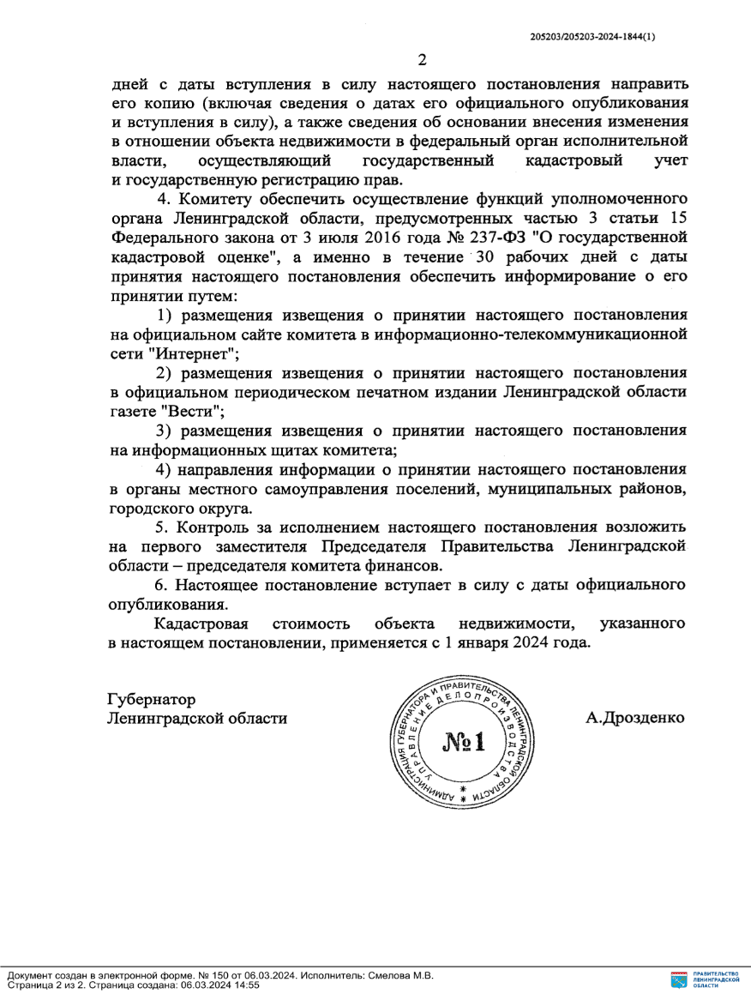 205203/205203-2024-1844(1)
2
дней с даты вступления в силу настоящего постановления направить
его копию (включая сведения о датах его официального опубликования
и вступления в силу), а также сведения об основании внесения изменения
в отношении объекта недвижимости в федеральный орган исполнительной
власти, осуществляющий государственный кадастровый учет
и государственную регистрацию прав.
4. Комитету обеспечить осуществление функций уполномоченного
органа Ленинградской области, предусмотренных частью 3 статьи 15
Федерального закона от 3 июля 2016 года № 237-ФЗ "О государственной
кадастровой оценке", а именно в течение 30 рабочих дней с даты
принятия настоящего постановления обеспечить информирование о его
принятии путем:
1) размещения извещения о принятии настоящего постановления
на официальном сайте комитета в информационно-телекоммуникационной
сети "Интернет";
2) размещения извещения о принятии настоящего постановления
в официальном периодическом печатном издании Ленинградской области
газете "Вести";
3) размещения извещения о принятии настоящего постановления
на информационных щитах комитета;
4) направления информации о принятии настоящего постановления
в органы местного самоуправления поселений, муниципальных районов,
городского округа.
5. Контроль за исполнением настоящего постановления возложить
на первого заместителя Председателя Правительства Ленинградской
области – председателя комитета финансов.
6. Настоящее постановление вступает в силу с даты официального
опубликования.
Кадастровая стоимость объекта недвижимости, указанного
в настоящем постановлении, применяется с 1 января 2024 года.
Губернатор
Ленинградской области
А.Дрозденко
АДМИНИСТРАЦИЯ ГУБЕРНАТОРА И ПРАВИТЕЛЬСТВА ЛЕНИНГРАДСКОЙ ОБЛАСТИ
УПРАВЛЕНИЕ ДЕЛОПРОИЗВОДСТВА
№1
Документ создан в электронной форме. № 150 от 06.03.2024. Исполнитель: Смелова М.В.
Страница 2 из 2. Страница создана: 06.03.2024 14:55
ПРАВИТЕЛЬСТВО
ЛЕНИНГРАДСКОЙ
ОБЛАСТИ